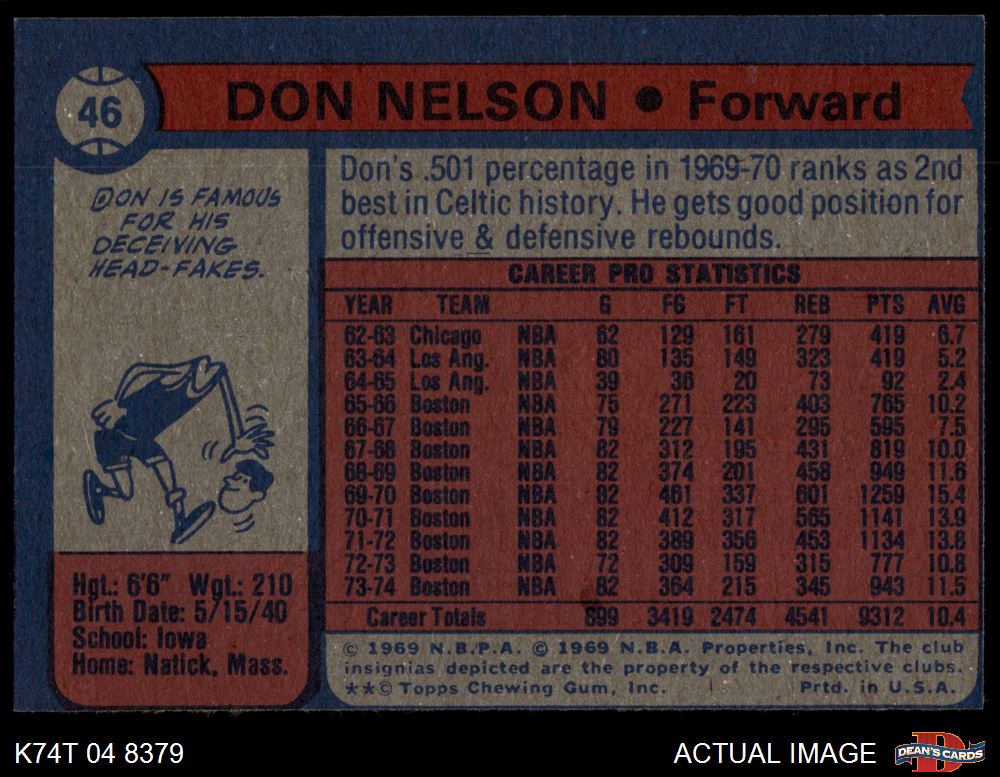 46
DON NELSON • Forward
DON IS FAMOUS
FOR HIS
DECEIVING
HEAD-FAKES.
Don's .501 percentage in 1969-70 ranks as 2nd
best in Celtic history. He gets good position for
offensive & defensive rebounds.
CAREER PRO STATISTICS
YEAR TEAM G FG FT REB PTS AVG
62-63 Chicago NBA 62 129 161 279 419 6.7
63-64 Los Ang. NBA 80 135 149 323 419 5.2
64-65 Los Ang. NBA 39 36 20 73 92 2.4
65-66 Boston NBA 75 271 223 403 765 10.2
66-67 Boston NBA 79 227 141 295 595 7.5
67-68 Boston NBA 82 312 195 431 819 10.0
68-69 Boston NBA 82 374 201 458 949 11.6
69-70 Boston NBA 82 461 337 601 1259 15.4
70-71 Boston NBA 82 412 317 565 1141 13.9
71-72 Boston NBA 82 389 356 453 1134 13.8
72-73 Boston NBA 72 309 159 315 777 10.8
73-74 Boston NBA 82 364 215 345 943 11.5
Career Totals 899 3419 2474 4541 9312 10.4
Hgt.: 6'6" Wgt.: 210
Birth Date: 5/15/40
School: Iowa
Home: Natick, Mass.
© 1969 N.B.P.A. © 1969 N.B.A. Properties, Inc. The club
insignias depicted are the property of the respective clubs.
**© Topps Chewing Gum, Inc. Prtd. in U.S.A.
K74T 04 8379 ACTUAL IMAGE
D
DEAN'S CARDS